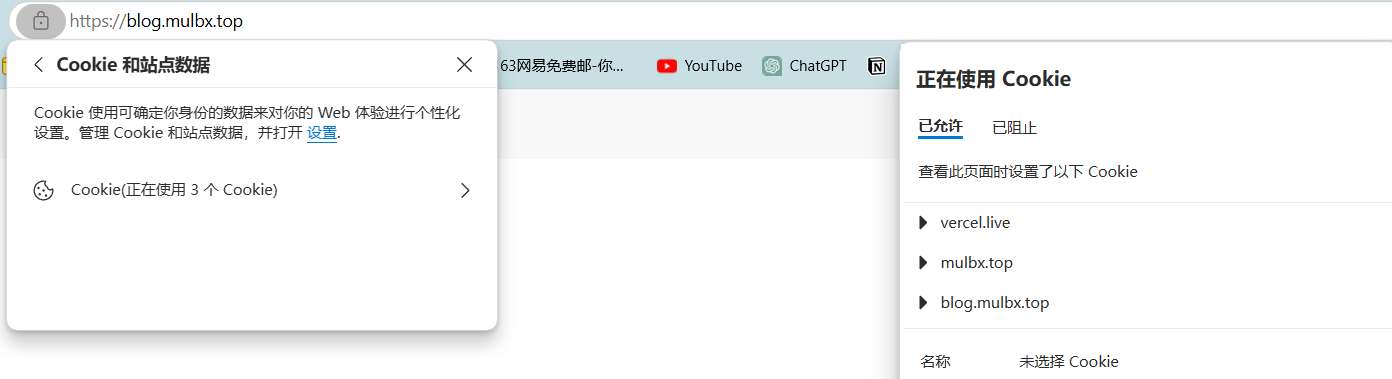 https://blog.mulbx.top
Cookie 和站点数据
Cookie 使用可确定你身份的数据来对你的 Web 体验进行个性化
设置。管理 Cookie 和站点数据，并打开 设置.
Cookie(正在使用 3 个 Cookie)
63网易免费邮-你... YouTube ChatGPT
正在使用 Cookie
已允许 已阻止
查看此页面时设置了以下 Cookie
vercel.live
mulbx.top
blog.mulbx.top
名称 未选择 Cookie